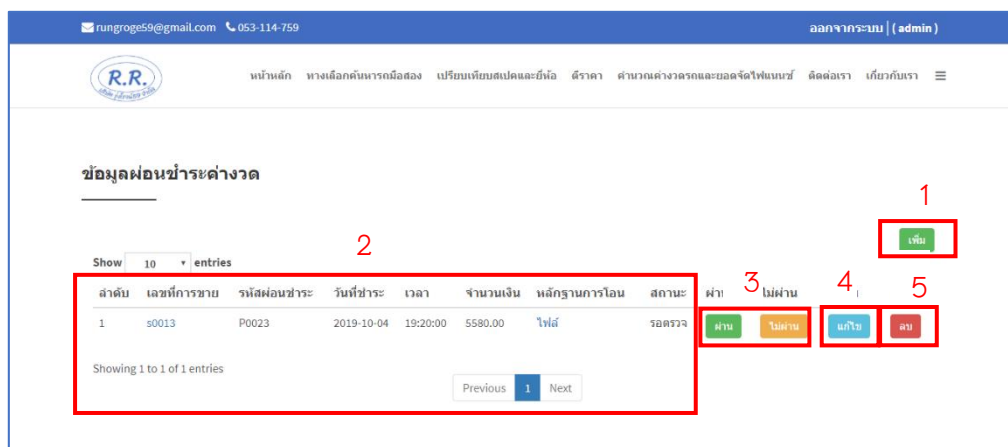 rungroge59@gmail.com 053-114-759 ออกจากระบบ | ( admin )
R.R.
หน้าหลัก ทางเลือกค้นหารถมือสอง เปรียบเทียบสเปคและยี่ห้อ ตีราคา คำนวณค่างวดรถและยอดจัดไฟแนนซ์ ติดต่อเรา เกี่ยวกับเรา
ข้อมูลผ่อนชำระค่างวด
1
เพิ่ม
2
Show 10 entries
3 4 5
ลำดับ เลขที่การขาย รหัสผ่อนชำระ วันที่ชำระ เวลา จำนวนเงิน หลักฐานการโอน สถานะ ผ่า ไม่ผ่าน
1 s0013 P0023 2019-10-04 19:20:00 5580.00 ไฟล์ รอตรวจ ผ่าน ไม่ผ่าน แก้ไข ลบ
Showing 1 to 1 of 1 entries
Previous 1 Next